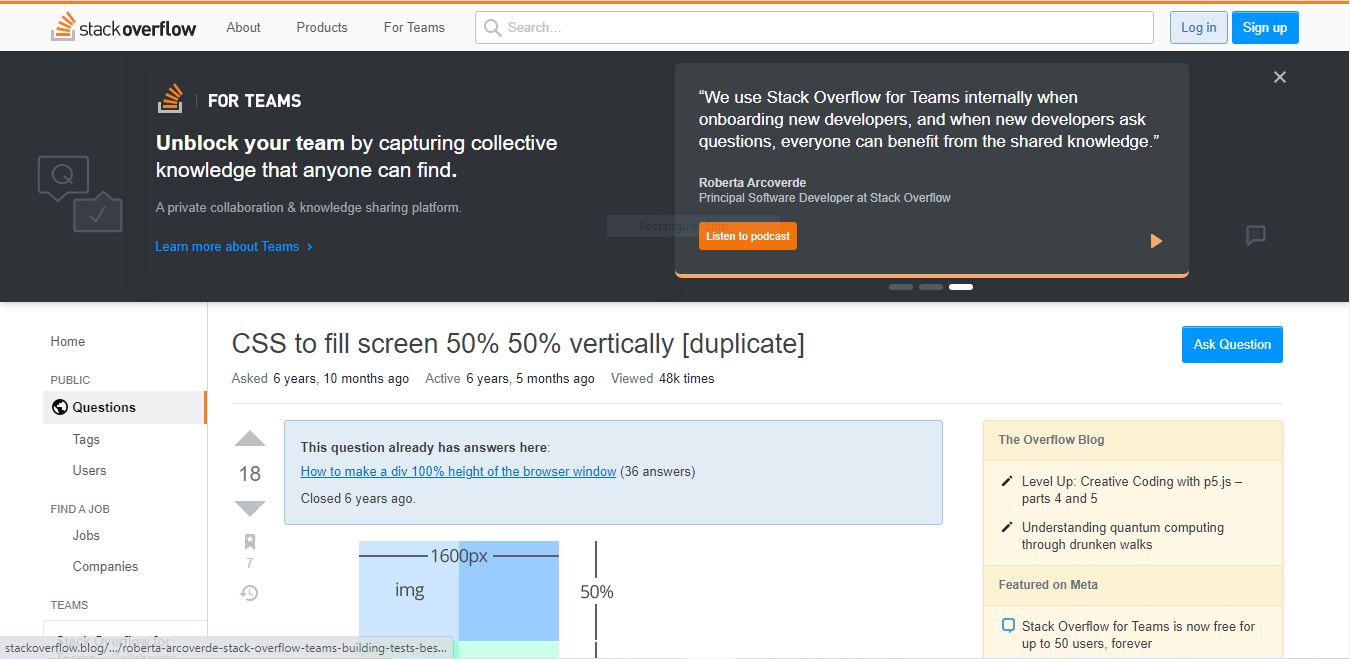 stack overflow
About
Products
For Teams
Search...
Log in
Sign up
FOR TEAMS
Unblock your team by capturing collective
knowledge that anyone can find.
A private collaboration & knowledge sharing platform.
Learn more about Teams
“We use Stack Overflow for Teams internally when
onboarding new developers, and when new developers ask
questions, everyone can benefit from the shared knowledge.”
Roberta Arcoverde
Principal Software Developer at Stack Overflow
Rectangular Snip
Listen to podcast
Q
Home
PUBLIC
Questions
Tags
Users
FIND A JOB
Jobs
Companies
TEAMS
Stack Overflow for
CSS to fill screen 50% 50% vertically [duplicate]
Asked 6 years, 10 months ago Active 6 years, 5 months ago Viewed 48k times
Ask Question
18
7
This question already has answers here:
How to make a div 100% height of the browser window (36 answers)
Closed 6 years ago.
1600px
img
50%
The Overflow Blog
Level Up: Creative Coding with p5.js –
parts 4 and 5
Understanding quantum computing
through drunken walks
Featured on Meta
Stack Overflow for Teams is now free for
up to 50 users, forever
stackoverflow.blog/.../roberta-arcoverde-stack-overflow-teams-building-tests-bes...